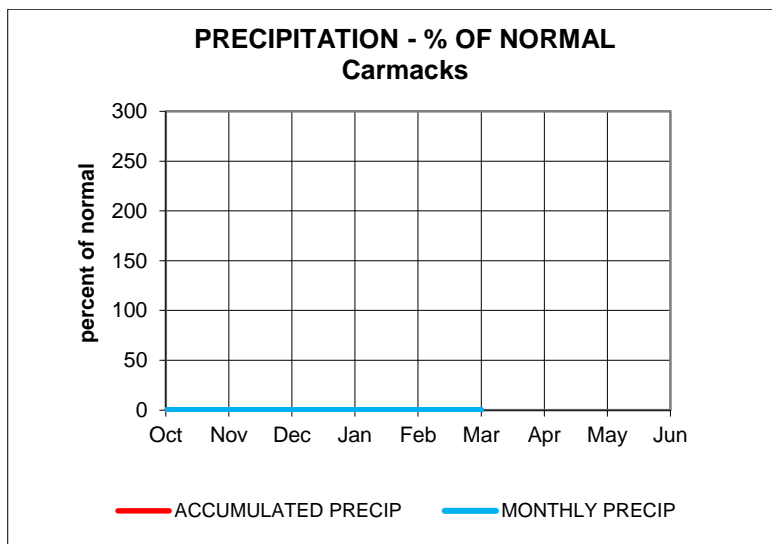 PRECIPITATION - % OF NORMAL
Carmacks
percent of normal
300
250
200
150
100
50
0
Oct Nov Dec Jan Feb Mar Apr May Jun
ACCUMULATED PRECIP MONTHLY PRECIP